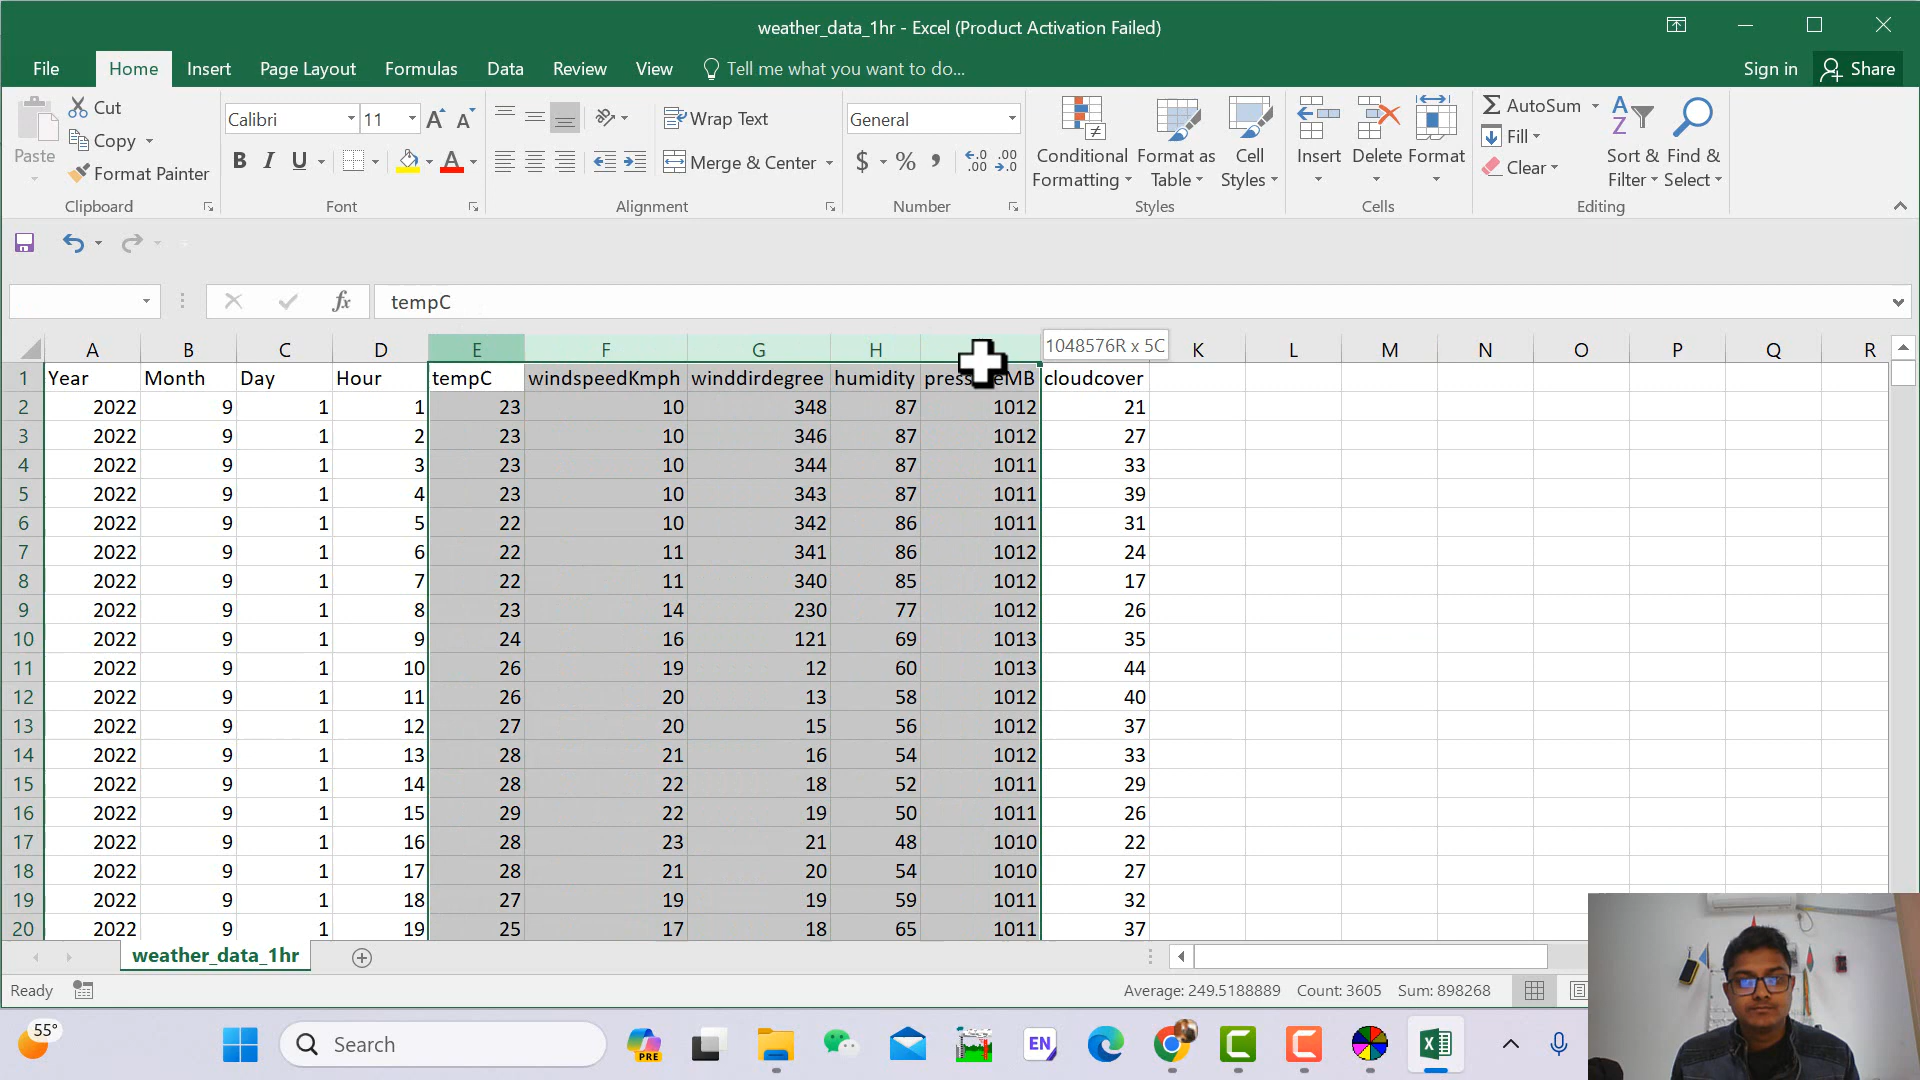 weather_data_1hr - Excel (Product Activation Failed)
File Home Insert Page Layout Formulas Data Review View Tell me what you want to do... Sign in Share
Paste
Cut
Copy
Format Painter
Clipboard
Calibri 11
B I U A
Font
Wrap Text
Merge & Center
Alignment
General
$ % ,
Number
Conditional Formatting
Format as Table
Cell Styles
Styles
Insert Delete Format
Cells
AutoSum
Fill
Clear
Sort & Filter
Find & Select
Editing
fx tempC
A B C D E F G H K L M N O P Q R
1048576R x 5C
1 Year Month Day Hour tempC windspeedKmph winddirdegree humidity cloudcover
2 2022 9 1 1 23 10 348 87 1012 21
3 2022 9 1 2 23 10 346 87 1012 27
4 2022 9 1 3 23 10 344 87 1011 33
5 2022 9 1 4 23 10 343 87 1011 39
6 2022 9 1 5 22 10 342 86 1011 31
7 2022 9 1 6 22 11 341 86 1012 24
8 2022 9 1 7 22 11 340 85 1012 17
9 2022 9 1 8 23 14 230 77 1012 26
10 2022 9 1 9 24 16 121 69 1013 35
11 2022 9 1 10 26 19 12 60 1013 44
12 2022 9 1 11 26 20 13 58 1012 40
13 2022 9 1 12 27 20 15 56 1012 37
14 2022 9 1 13 28 21 16 54 1012 33
15 2022 9 1 14 28 22 18 52 1011 29
16 2022 9 1 15 29 22 19 50 1011 26
17 2022 9 1 16 28 23 21 48 1010 22
18 2022 9 1 17 28 21 20 54 1010 27
19 2022 9 1 18 27 19 19 59 1011 32
20 2022 9 1 19 25 17 18 65 1011 37
weather_data_1hr
Ready Average: 249.5188889 Count: 3605 Sum: 898268
55° Search PRE EN